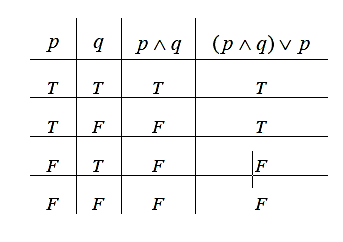 p q p ∧ q (p ∧ q) ∨ p
T T T T
T F F T
F T F F
F F F F